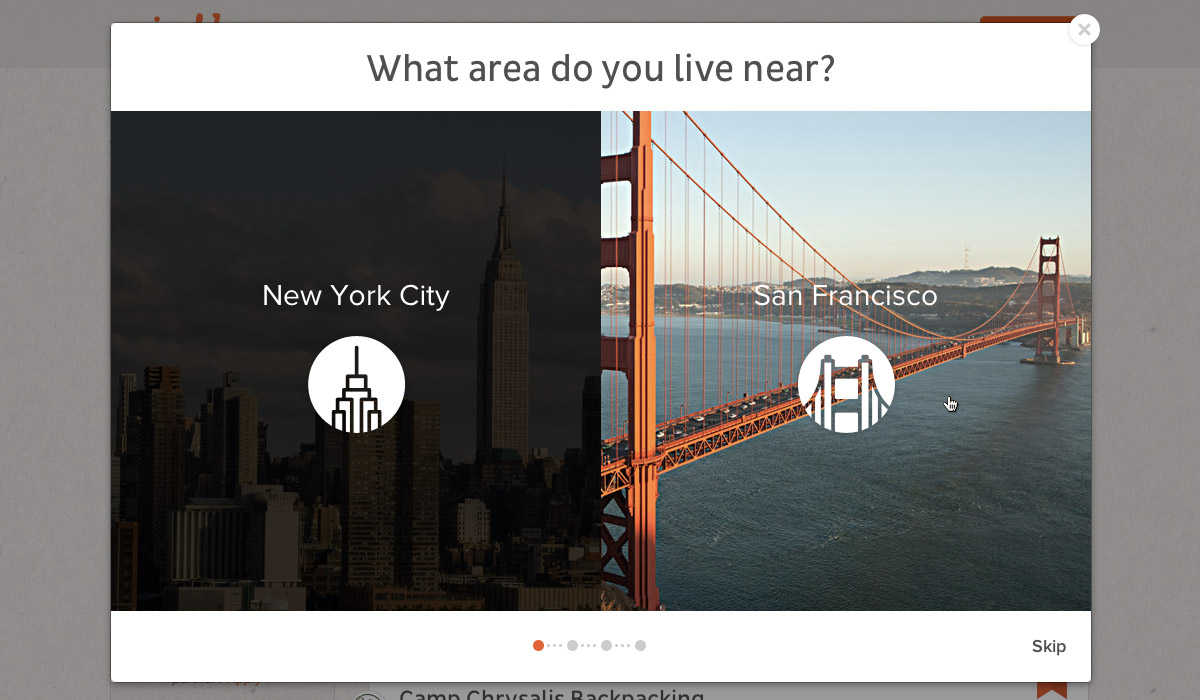 What area do you live near?
New York City
San Francisco
Skip
Camp Chrysalis Backpacking